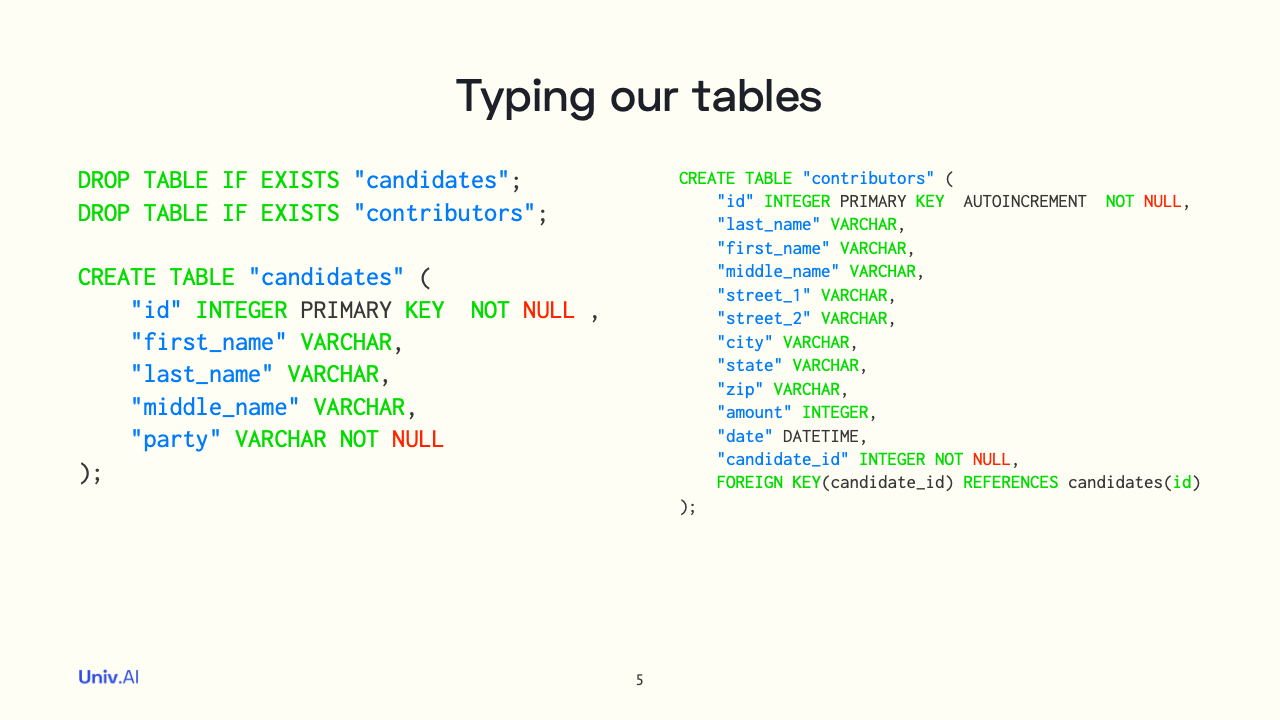 Typing our tables
DROP TABLE IF EXISTS "candidates";
DROP TABLE IF EXISTS "contributors";
CREATE TABLE "candidates" (
    "id" INTEGER PRIMARY KEY  NOT NULL ,
    "first_name" VARCHAR,
    "last_name" VARCHAR,
    "middle_name" VARCHAR,
    "party" VARCHAR NOT NULL
);
CREATE TABLE "contributors" (
    "id" INTEGER PRIMARY KEY  AUTOINCREMENT  NOT NULL,
    "last_name" VARCHAR,
    "first_name" VARCHAR,
    "middle_name" VARCHAR,
    "street_1" VARCHAR,
    "street_2" VARCHAR,
    "city" VARCHAR,
    "state" VARCHAR,
    "zip" VARCHAR,
    "amount" INTEGER,
    "date" DATETIME,
    "candidate_id" INTEGER NOT NULL,
    FOREIGN KEY(candidate_id) REFERENCES candidates(id)
);
Univ.AI
5